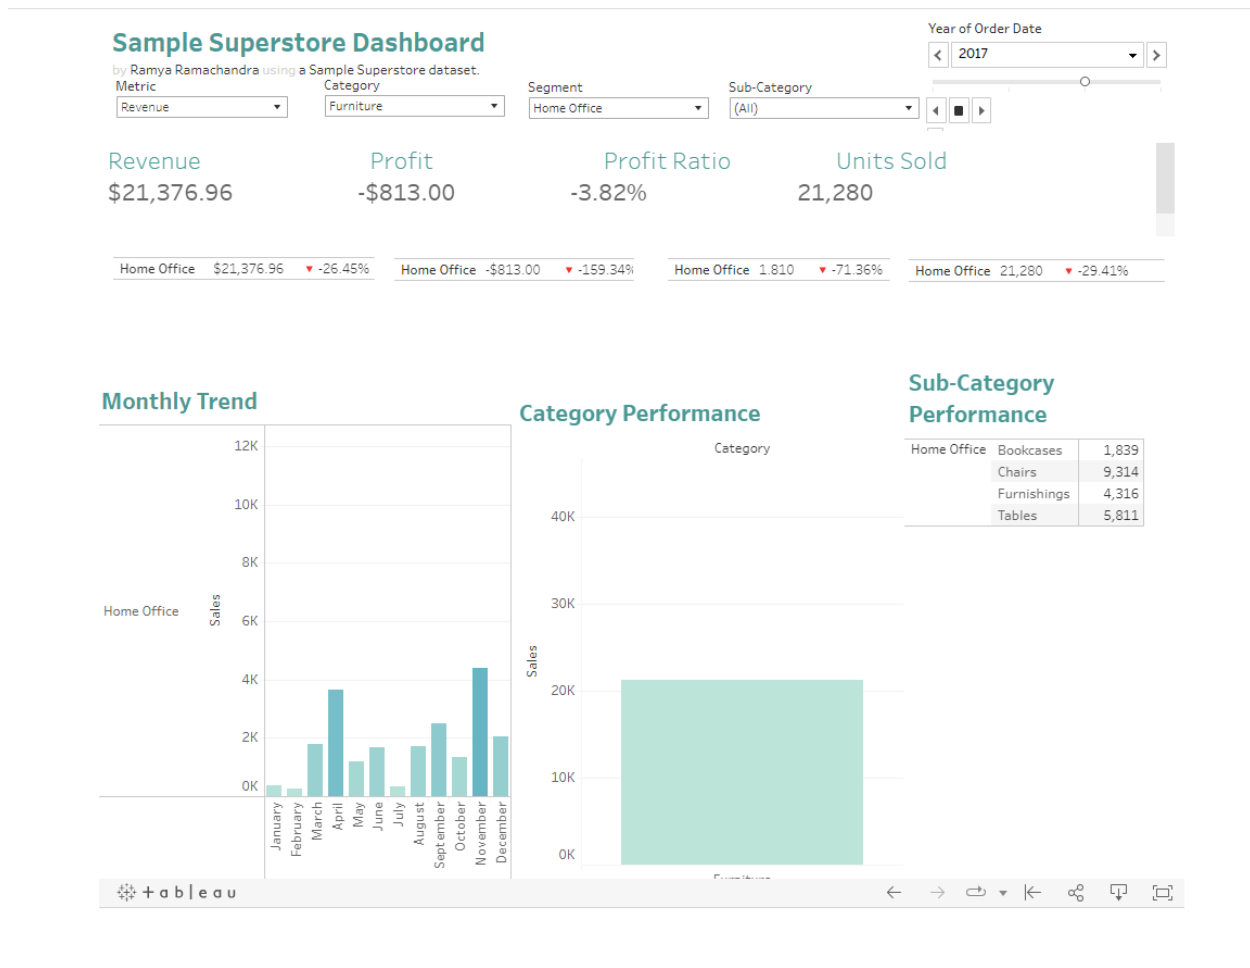 Sample Superstore Dashboard
by Ramya Ramachandra using a Sample Superstore dataset.
Year of Order Date
2017
Metric
Revenue
Category
Furniture
Segment
Home Office
Sub-Category
(All)
Revenue
$21,376.96
Profit
-$813.00
Profit Ratio
-3.82%
Units Sold
21,280
Home Office $21,376.96 ▼ -26.45%
Home Office -$813.00 ▼ -159.34%
Home Office 1.810 ▼ -71.36%
Home Office 21,280 ▼ -29.41%
Monthly Trend
12K
10K
8K
6K
4K
2K
0K
Sales
Home Office
January
February
March
April
May
June
July
August
September
October
November
December
Category Performance
Category
40K
30K
20K
10K
0K
Sales
Furniture
Sub-Category
Performance
Home Office Bookcases 1,839
Chairs 9,314
Furnishings 4,316
Tables 5,811
+ableau